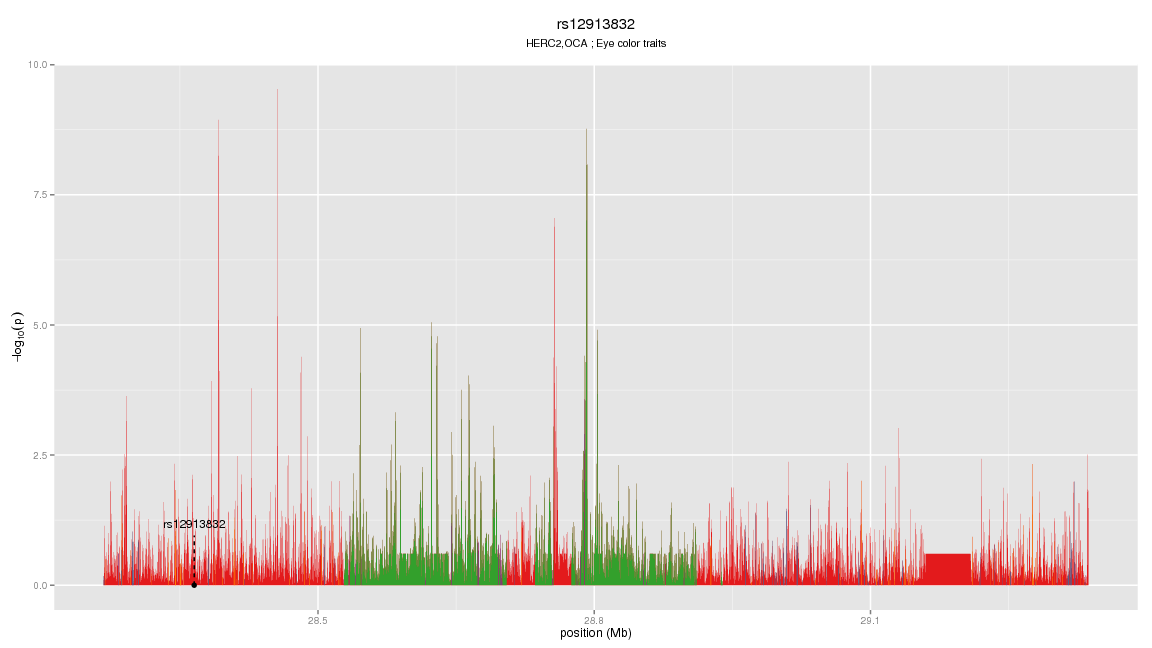 rs12913832
HERC2,OCA ; Eye color traits
10.0
7.5
5.0
2.5
0.0
-log10(p)
rs12913832
28.5
28.8
29.1
position (Mb)